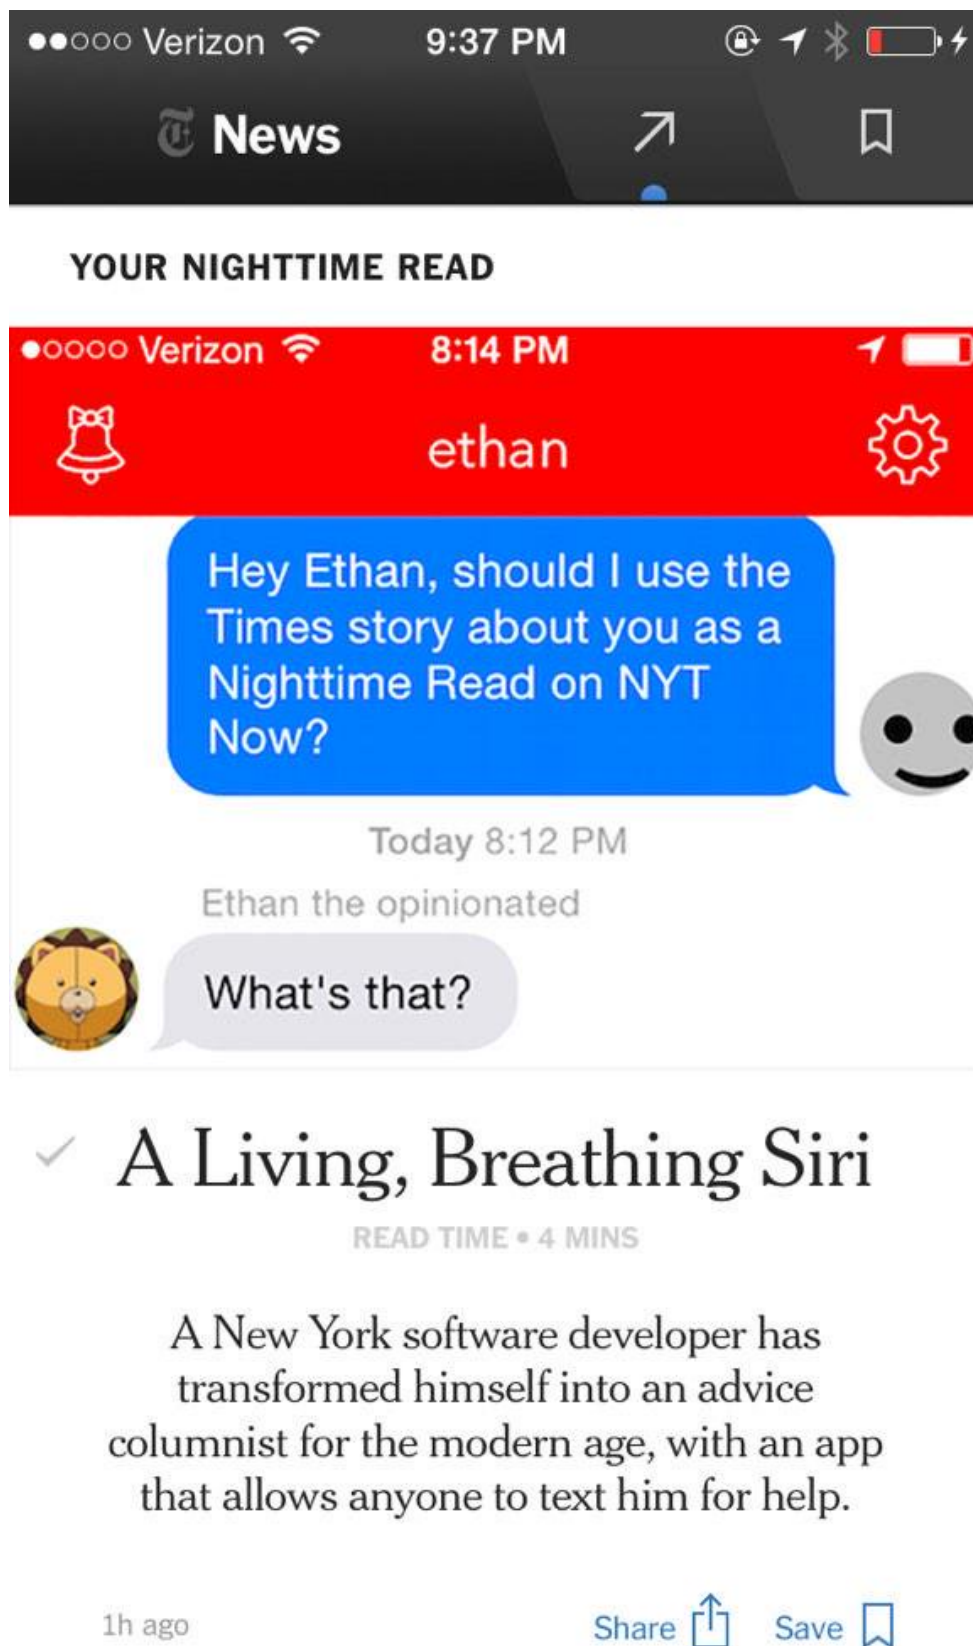 Verizon 9:37 PM
T News
YOUR NIGHTTIME READ
Verizon 8:14 PM
ethan
Hey Ethan, should I use the
Times story about you as a
Nighttime Read on NYT
Now?
Today 8:12 PM
Ethan the opinionated
What's that?
A Living, Breathing Siri
READ TIME • 4 MINS
A New York software developer has
transformed himself into an advice
columnist for the modern age, with an app
that allows anyone to text him for help.
1h ago Share Save